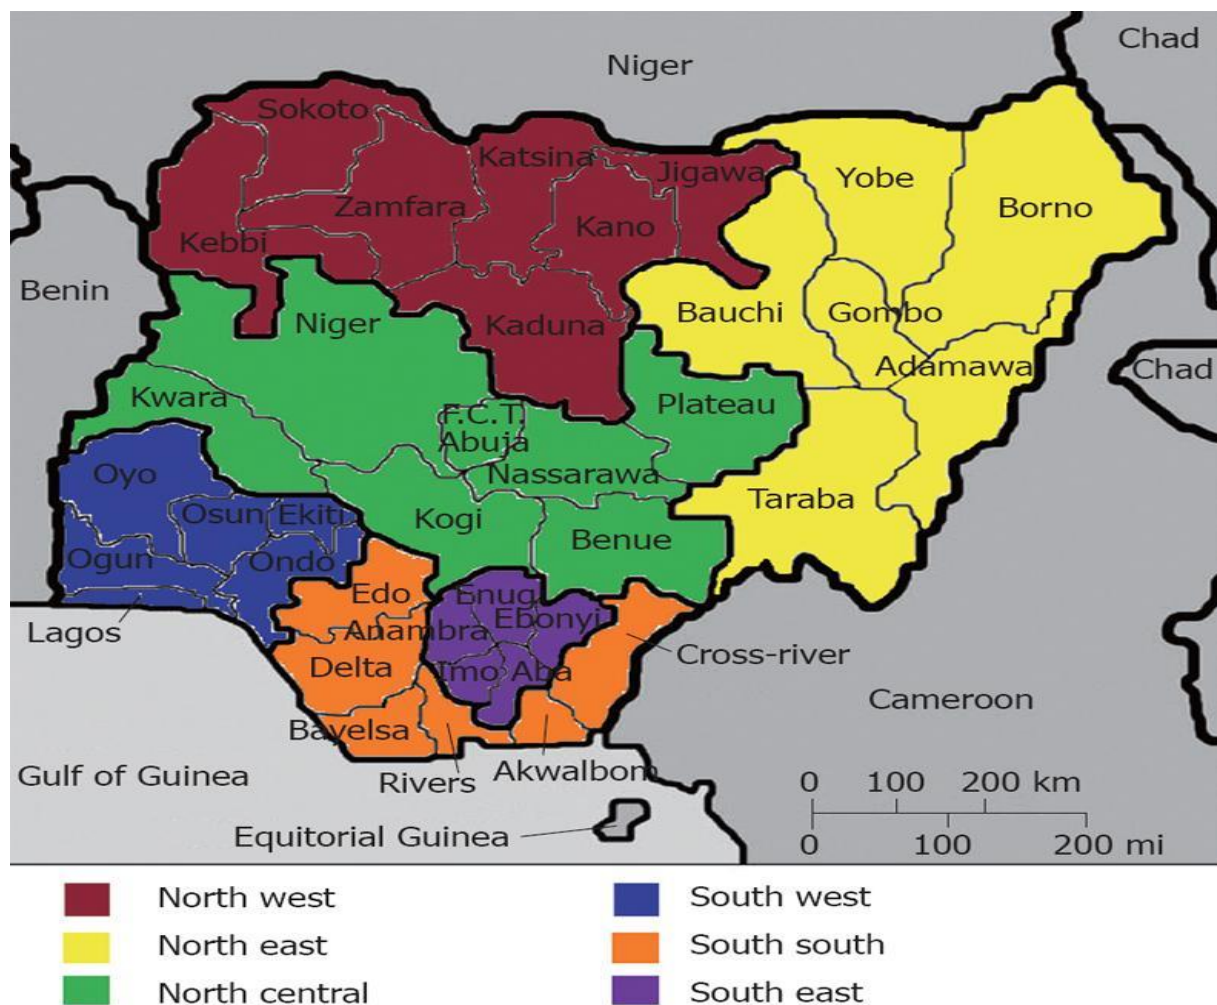 Chad
Niger
Sokoto
Katsina
Jigawa
Yobe
Borno
Zamfara
Kano
Kebbi
Benin
Bauchi
Gombo
Niger
Kaduna
Adamawa
Chad
Kwara
Plateau
F.C.T.
Abuja
Oyo
Nassarawa
Taraba
Osun
Ekiti
Kogi
Benue
Ogun
Ondo
Edo
Enug
Ebonyi
Lagos
Anambra
Cross-river
Delta
Imo
Aba
Cameroon
Bayelsa
Gulf of Guinea
Rivers
Akwalbom
0 100 200 km
Equitorial Guinea
0 100 200 mi
North west
South west
North east
South south
North central
South east